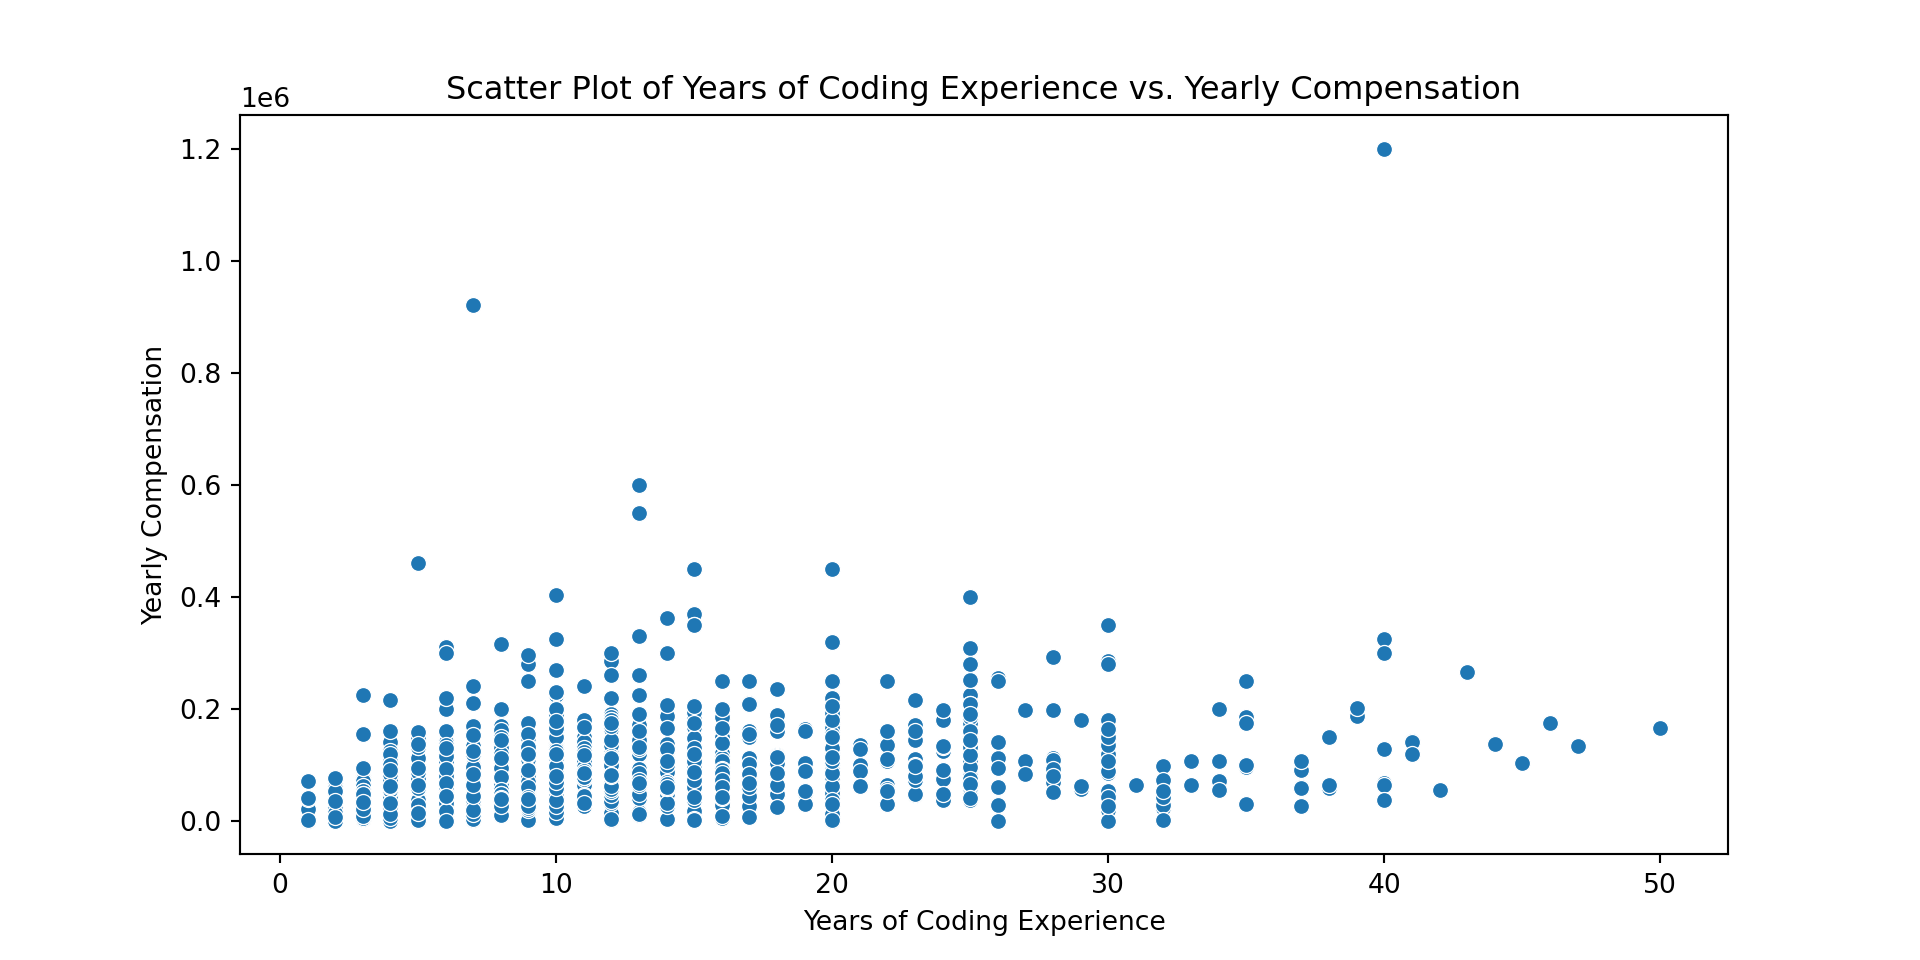 Scatter Plot of Years of Coding Experience vs. Yearly Compensation
1e6
1.2
1.0
0.8
0.6
0.4
0.2
0.0
Yearly Compensation
0 10 20 30 40 50
Years of Coding Experience